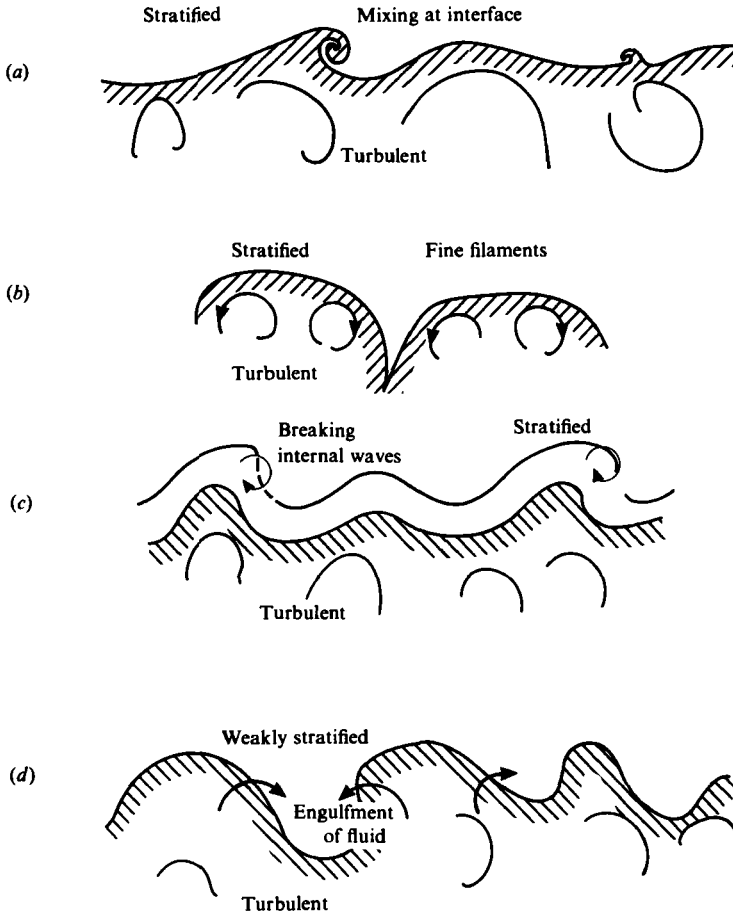 Stratified
Mixing at interface
(a)
Turbulent
Stratified
Fine filaments
(b)
Turbulent
Breaking
internal waves
Stratified
(c)
Turbulent
Weakly stratified
(d)
Engulfment
of fluid
Turbulent